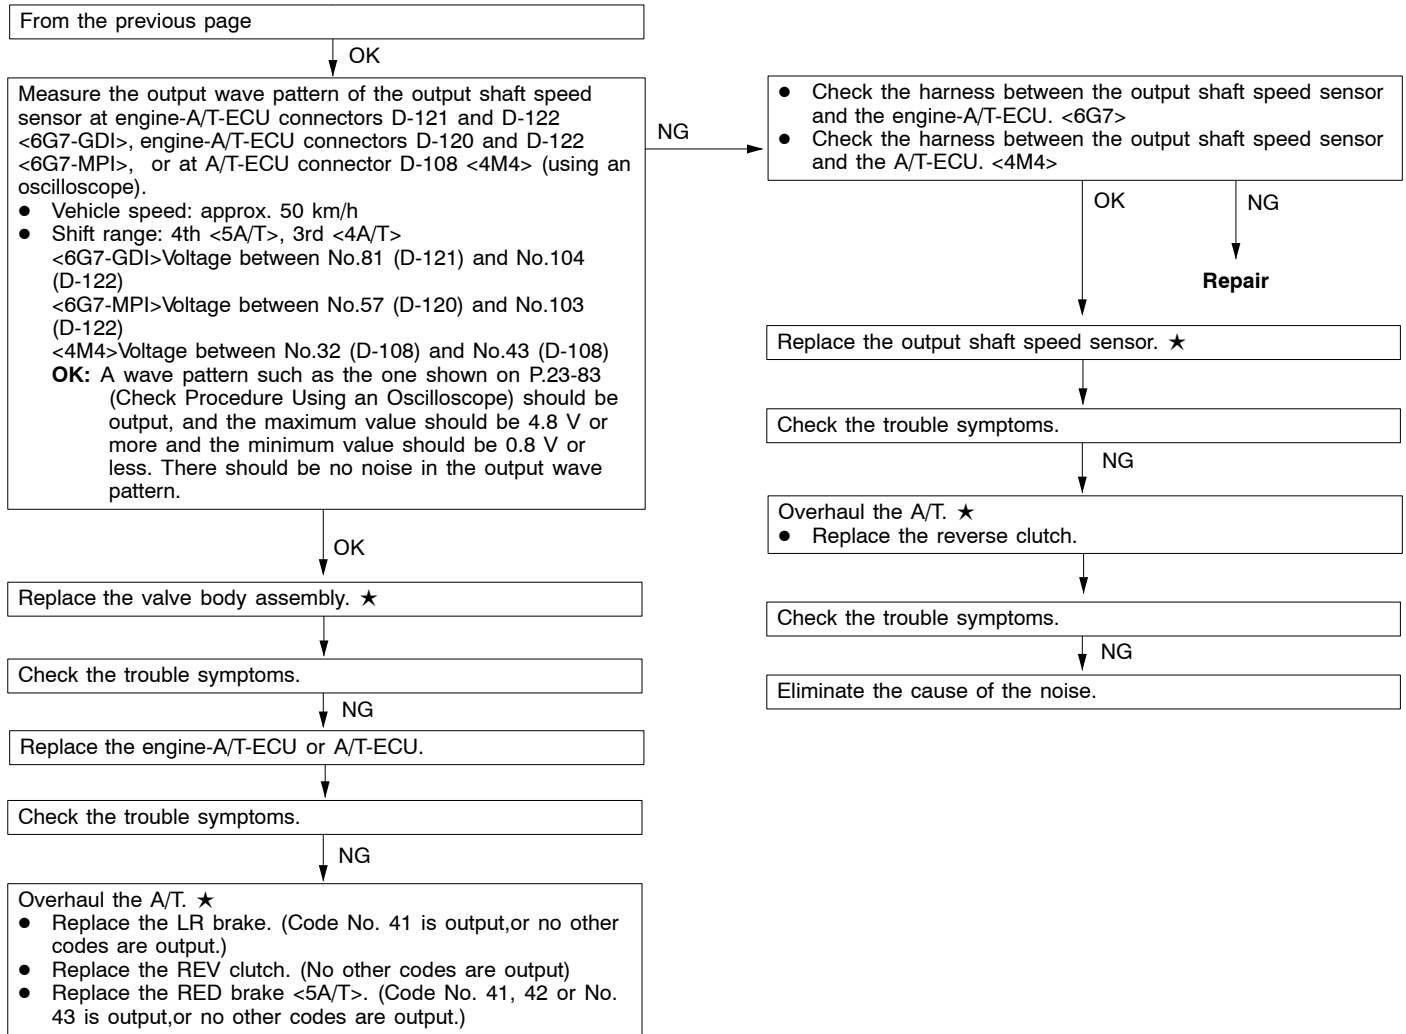 From the previous page
OK
Measure the output wave pattern of the output shaft speed
sensor at engine-A/T-ECU connectors D-121 and D-122
<6G7-GDI>, engine-A/T-ECU connectors D-120 and D-122
<6G7-MPI>, or at A/T-ECU connector D-108 <4M4> (using an
oscilloscope).
● Vehicle speed: approx. 50 km/h
● Shift range: 4th <5A/T>, 3rd <4A/T>
<6G7-GDI>Voltage between No.81 (D-121) and No.104
(D-122)
<6G7-MPI>Voltage between No.57 (D-120) and No.103
(D-122)
<4M4>Voltage between No.32 (D-108) and No.43 (D-108)
OK: A wave pattern such as the one shown on P.23-83
(Check Procedure Using an Oscilloscope) should be
output, and the maximum value should be 4.8 V or
more and the minimum value should be 0.8 V or
less. There should be no noise in the output wave
pattern.
OK
Replace the valve body assembly. ★
Check the trouble symptoms.
NG
Replace the engine-A/T-ECU or A/T-ECU.
Check the trouble symptoms.
NG
Overhaul the A/T. ★
● Replace the LR brake. (Code No. 41 is output,or no other
codes are output.)
● Replace the REV clutch. (No other codes are output)
● Replace the RED brake <5A/T>. (Code No. 41, 42 or No.
43 is output,or no other codes are output.)
NG
● Check the harness between the output shaft speed sensor
and the engine-A/T-ECU. <6G7>
● Check the harness between the output shaft speed sensor
and the A/T-ECU. <4M4>
OK
NG
Repair
Replace the output shaft speed sensor. ★
Check the trouble symptoms.
NG
Overhaul the A/T. ★
● Replace the reverse clutch.
Check the trouble symptoms.
NG
Eliminate the cause of the noise.